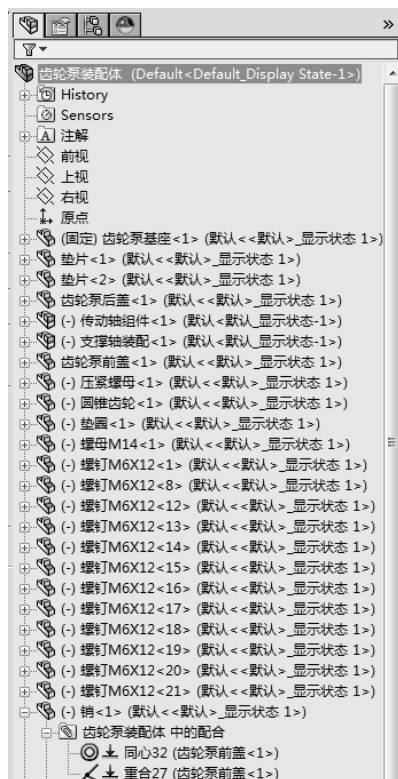 »
齿轮泵装配体 (Default<Default_Display State-1>)
History
Sensors
A 注解
前视
上视
右视
原点
(固定) 齿轮泵基座<1> (默认<<默认>_显示状态 1>)
垫片<1> (默认<<默认>_显示状态 1>)
垫片<2> (默认<<默认>_显示状态 1>)
齿轮泵后盖<1> (默认<<默认>_显示状态 1>)
(-) 传动轴组件<1> (默认<默认_显示状态-1>)
(-) 支撑轴装配<1> (默认<默认_显示状态-1>)
齿轮泵前盖<1> (默认<<默认>_显示状态 1>)
(-) 压紧螺母<1> (默认<<默认>_显示状态 1>)
(-) 圆锥齿轮<1> (默认<<默认>_显示状态 1>)
(-) 垫圈<1> (默认<<默认>_显示状态 1>)
(-) 螺母M14<1> (默认<<默认>_显示状态 1>)
(-) 螺钉M6X12<1> (默认<<默认>_显示状态 1>)
(-) 螺钉M6X12<8> (默认<<默认>_显示状态 1>)
(-) 螺钉M6X12<12> (默认<<默认>_显示状态 1>)
(-) 螺钉M6X12<13> (默认<<默认>_显示状态 1>)
(-) 螺钉M6X12<14> (默认<<默认>_显示状态 1>)
(-) 螺钉M6X12<15> (默认<<默认>_显示状态 1>)
(-) 螺钉M6X12<16> (默认<<默认>_显示状态 1>)
(-) 螺钉M6X12<17> (默认<<默认>_显示状态 1>)
(-) 螺钉M6X12<18> (默认<<默认>_显示状态 1>)
(-) 螺钉M6X12<19> (默认<<默认>_显示状态 1>)
(-) 螺钉M6X12<20> (默认<<默认>_显示状态 1>)
(-) 螺钉M6X12<21> (默认<<默认>_显示状态 1>)
(-) 销<1> (默认<<默认>_显示状态 1>)
齿轮泵装配体 中的配合
同心32 (齿轮泵前盖<1>)
重合27 (齿轮泵前盖<1>)